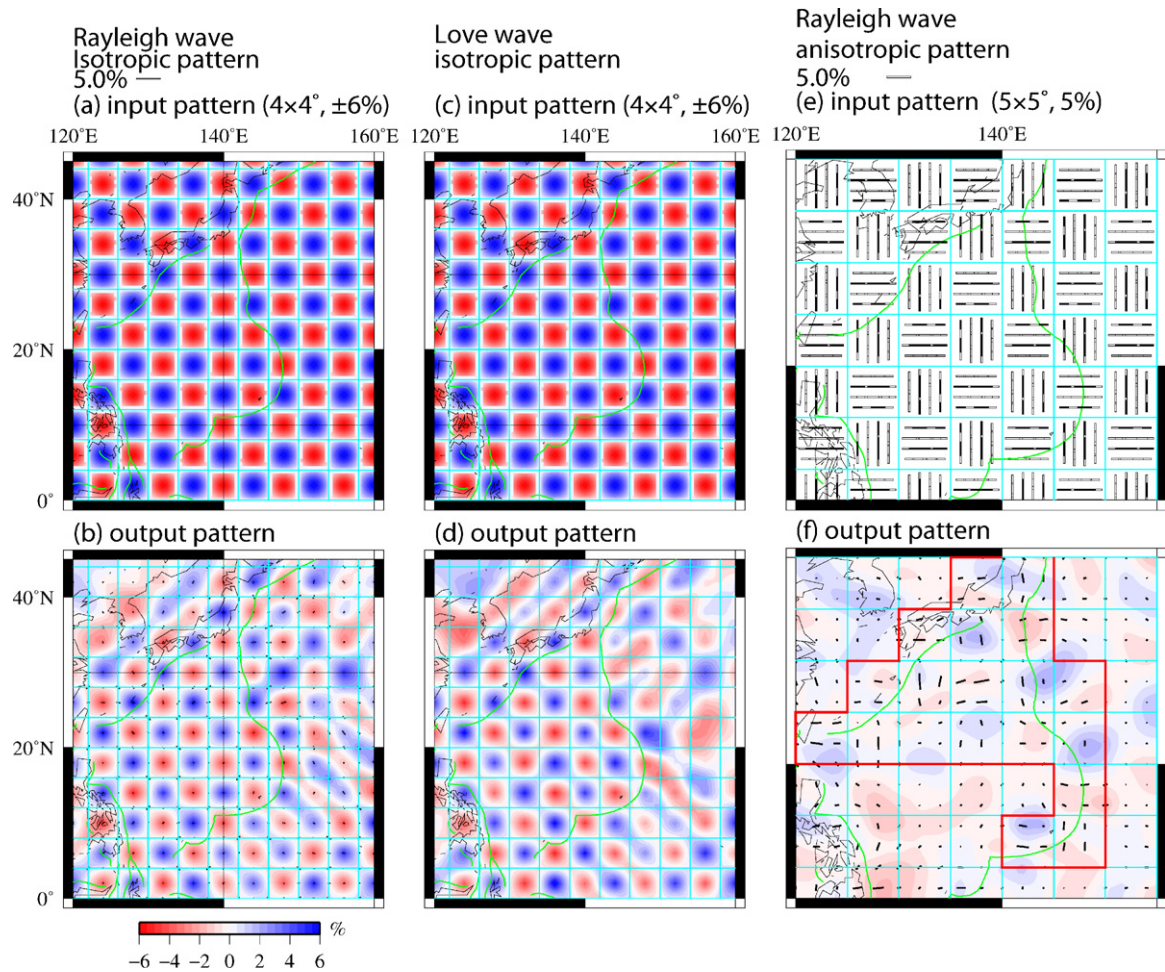 Rayleigh wave
Isotropic pattern
5.0%
(a) input pattern (4×4°, ±6%)
120°E 140°E 160°E
40°N
20°N
0°
Love wave
isotropic pattern
(c) input pattern (4×4°, ±6%)
120°E 140°E 160°E
Rayleigh wave
anisotropic pattern
5.0%
(e) input pattern (5×5°, 5%)
120°E 140°E
(b) output pattern
40°N
20°N
0°
(d) output pattern
(f) output pattern
%
−6 −4 −2 0 2 4 6